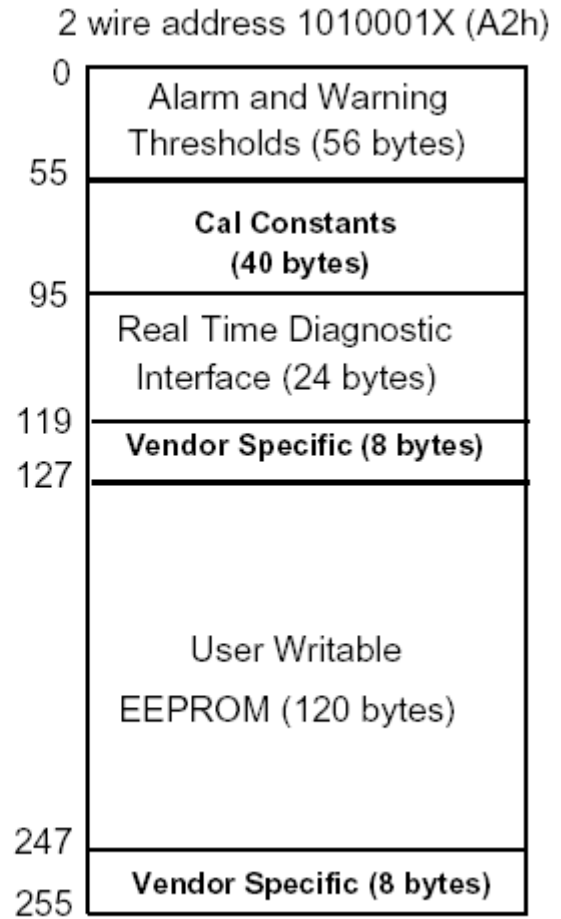 2 wire address 1010001X (A2h)
0
Alarm and Warning
Thresholds (56 bytes)
55
Cal Constants
(40 bytes)
95
Real Time Diagnostic
Interface (24 bytes)
119
Vendor Specific (8 bytes)
127
User Writable
EEPROM (120 bytes)
247
Vendor Specific (8 bytes)
255